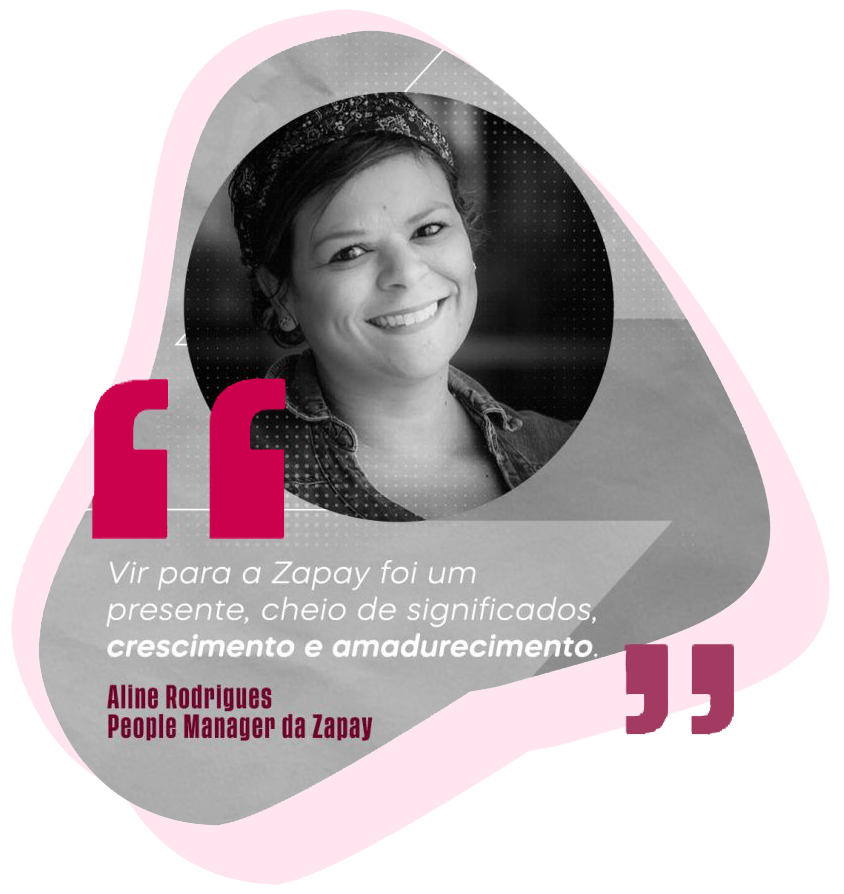 Vir para a Zapay foi um
presente, cheio de significados,
crescimento e amadurecimento.
Aline Rodrigues
People Manager da Zapay